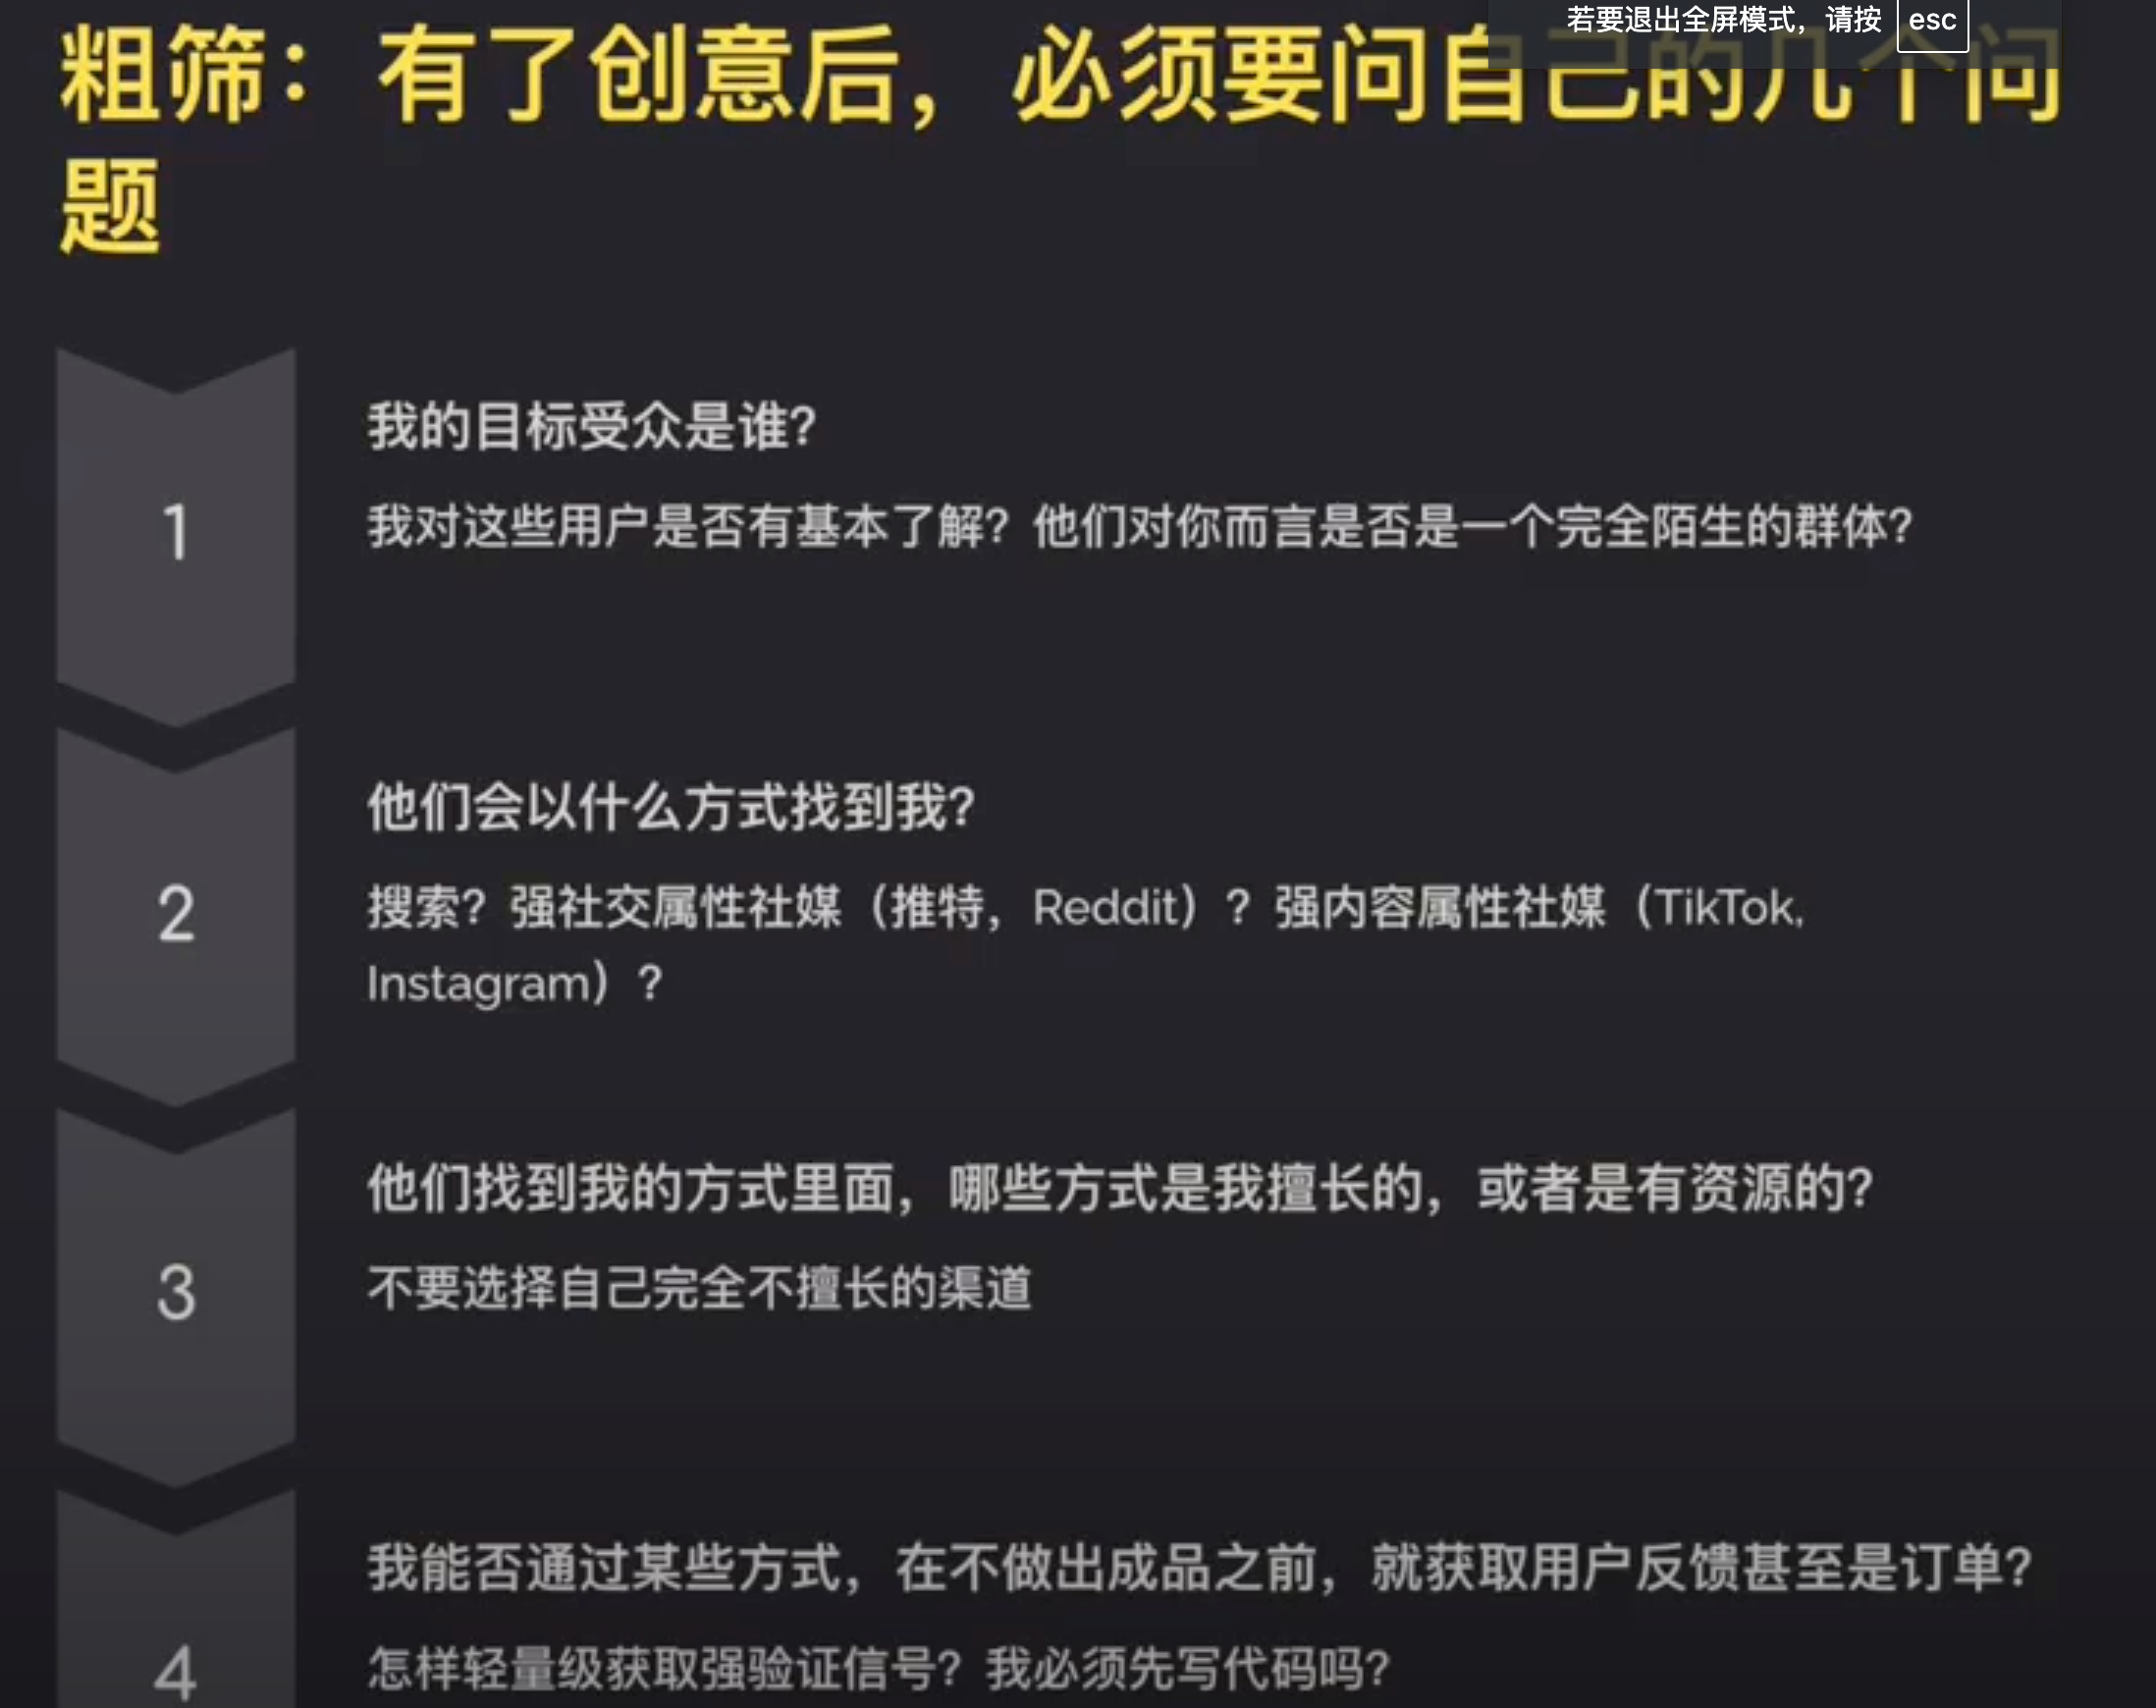 若要退出全屏模式，请按 esc
粗筛：有了创意后，必须要问自己的几个问
题
1
我的目标受众是谁？
我对这些用户是否有基本了解？他们对你而言是否是一个完全陌生的群体？
2
他们会以什么方式找到我？
搜索？强社交属性社媒（推特，Reddit）？强内容属性社媒（TikTok,
Instagram）？
3
他们找到我的方式里面，哪些方式是我擅长的，或者是有资源的？
不要选择自己完全不擅长的渠道
4
我能否通过某些方式，在不做出成品之前，就获取用户反馈甚至是订单？
怎样轻量级获取强验证信号？我必须先写代码吗？